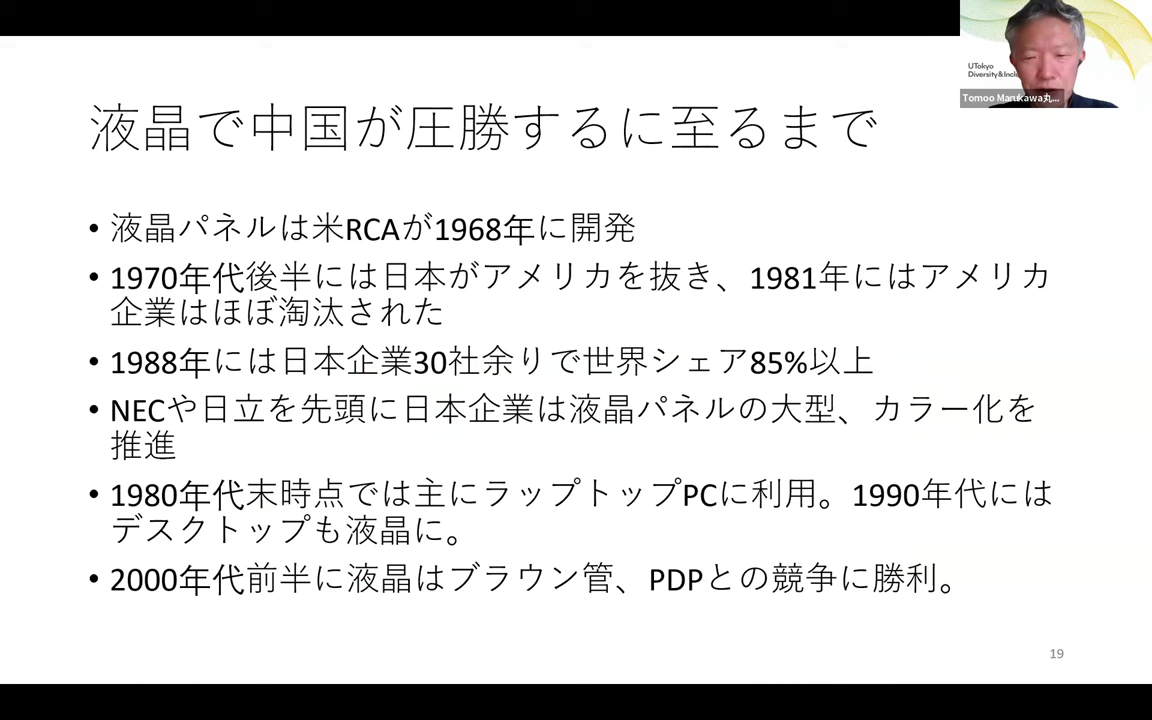 UTokyo
Diversity&Inclu
Tomoo Marukawa丸...
液晶で中国が圧勝するに至るまで
• 液晶パネルは米RCAが1968年に開発
• 1970年代後半には日本がアメリカを抜き、1981年にはアメリカ
企業はほぼ淘汰された
• 1988年には日本企業30社余りで世界シェア85%以上
• NECや日立を先頭に日本企業は液晶パネルの大型、カラー化を
推進
• 1980年代末時点では主にラップトップPCに利用。1990年代には
デスクトップも液晶に。
• 2000年代前半に液晶はブラウン管、PDPとの競争に勝利。
19